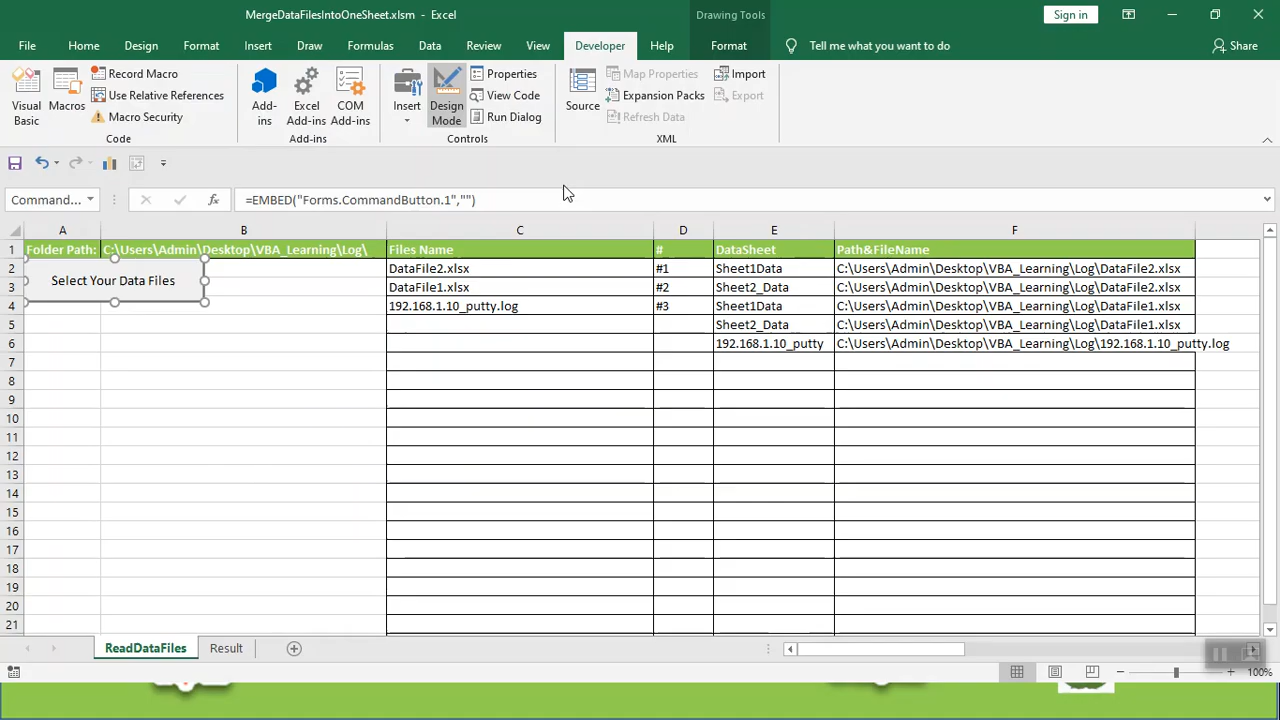 MergeDataFilesIntoOneSheet.xlsm - Excel
Drawing Tools
Sign in
File Home Design Format Insert Draw Formulas Data Review View Developer Help Format Tell me what you want to do Share
Visual Basic
Macros
Record Macro
Use Relative References
Macro Security
Code
Add-ins
Excel Add-ins
COM Add-ins
Add-ins
Insert
Design Mode
Properties
View Code
Run Dialog
Controls
Source
Map Properties
Expansion Packs
Refresh Data
Import
Export
XML
Command...
fx
=EMBED("Forms.CommandButton.1","")
A B C D E F
1 Folder Path: C:\Users\Admin\Desktop\VBA_Learning\Log\ Files Name # DataSheet Path&FileName
2 DataFile2.xlsx #1 Sheet1Data C:\Users\Admin\Desktop\VBA_Learning\Log\DataFile2.xlsx
Select Your Data Files
3 DataFile1.xlsx #2 Sheet2_Data C:\Users\Admin\Desktop\VBA_Learning\Log\DataFile2.xlsx
4 192.168.1.10_putty.log #3 Sheet1Data C:\Users\Admin\Desktop\VBA_Learning\Log\DataFile1.xlsx
5 Sheet2_Data C:\Users\Admin\Desktop\VBA_Learning\Log\DataFile1.xlsx
6 192.168.1.10_putty C:\Users\Admin\Desktop\VBA_Learning\Log\192.168.1.10_putty.log
7
8
9
10
11
12
13
14
15
16
17
18
19
20
21
ReadDataFiles Result
100%